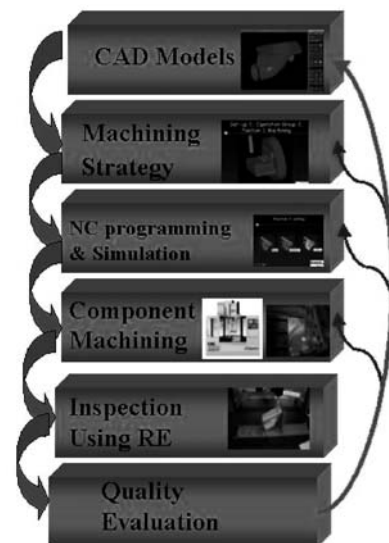 CAD Models
Machining
Strategy
NC programming
& Simulation
Component
Machining
Inspection
Using RE
Quality
Evaluation